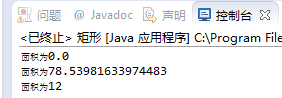 问题 @ Javadoc 声明 控制台
<已终止> 矩形 [Java 应用程序] C:\Program File
面积为0.0
面积为78.53981633974483
面积为12